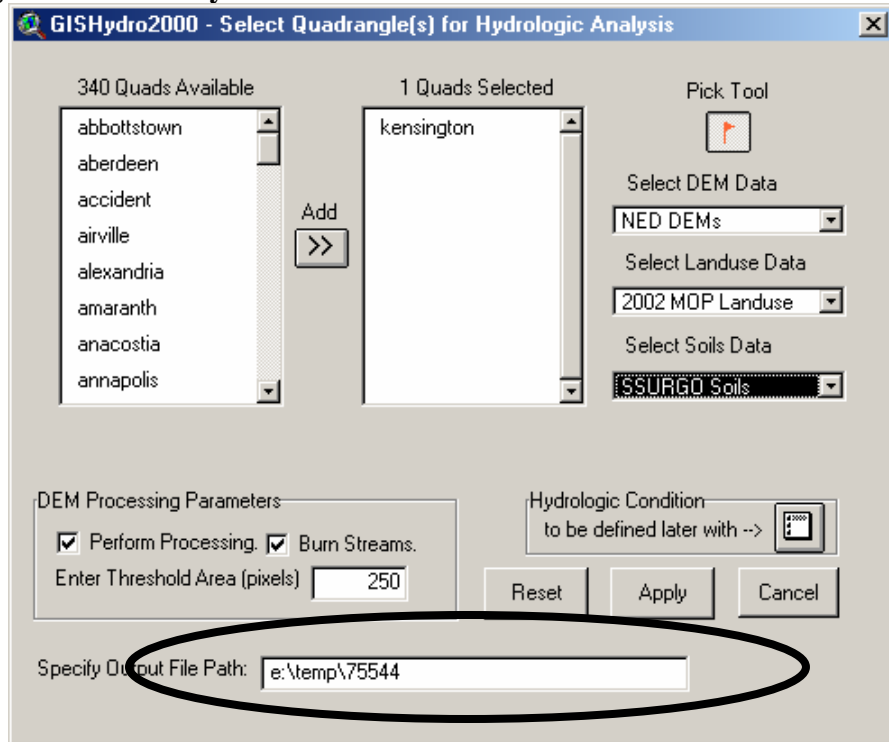 GISHydro2000 - Select Quadrangle(s) for Hydrologic Analysis
340 Quads Available
abbottstown
aberdeen
accident
airville
alexandria
amaranth
anacostia
annapolis
Add
>>
1 Quads Selected
kensington
Pick Tool
Select DEM Data
NED DEMs
Select Landuse Data
2002 MOP Landuse
Select Soils Data
SSURGO Soils
DEM Processing Parameters
Perform Processing. Burn Streams.
Enter Threshold Area (pixels) 250
Hydrologic Condition
to be defined later with -->
Reset Apply Cancel
Specify Output File Path: e:\temp\75544